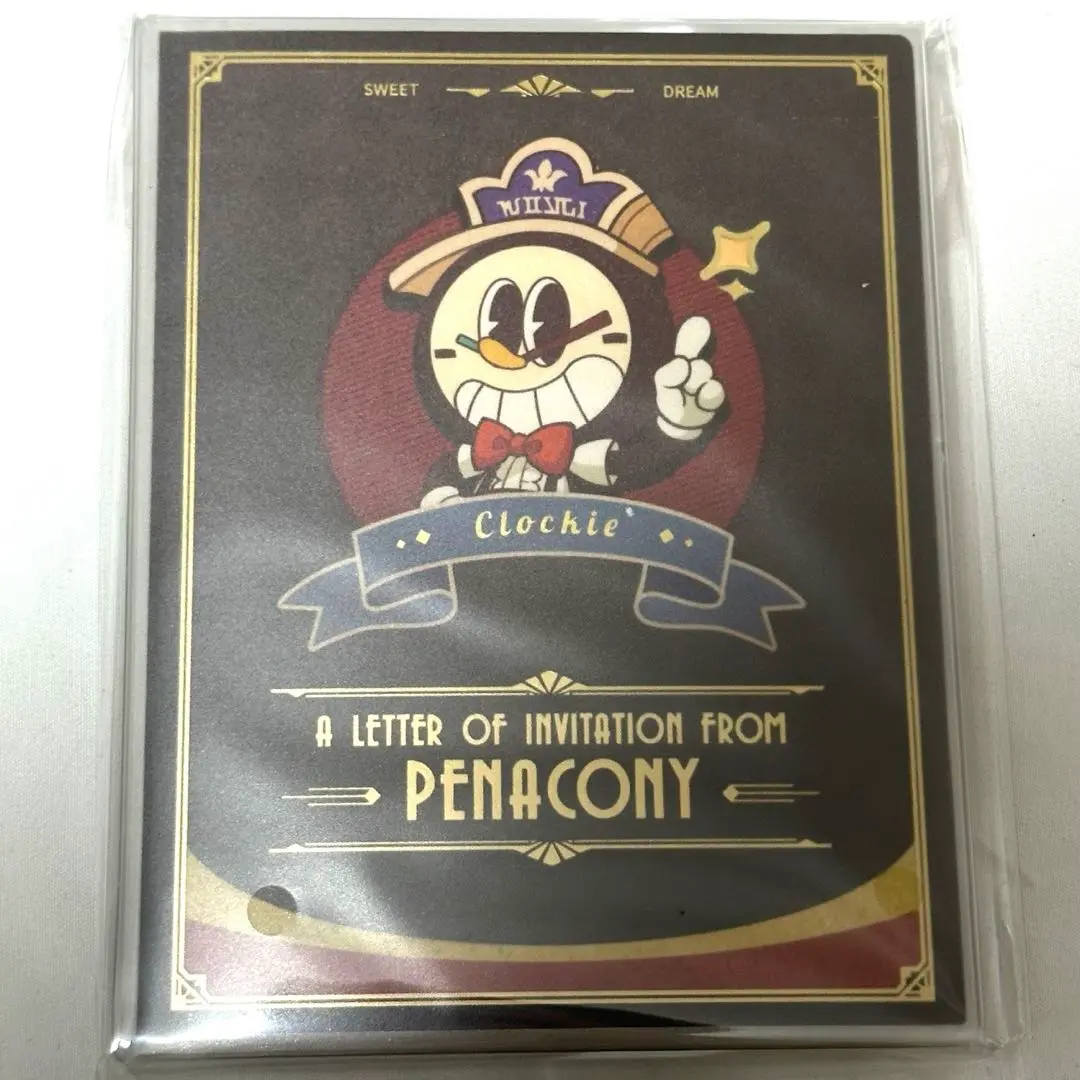 SWEET DREAM
Clockie
A LETTER OF INVITATION FROM
PENACONY